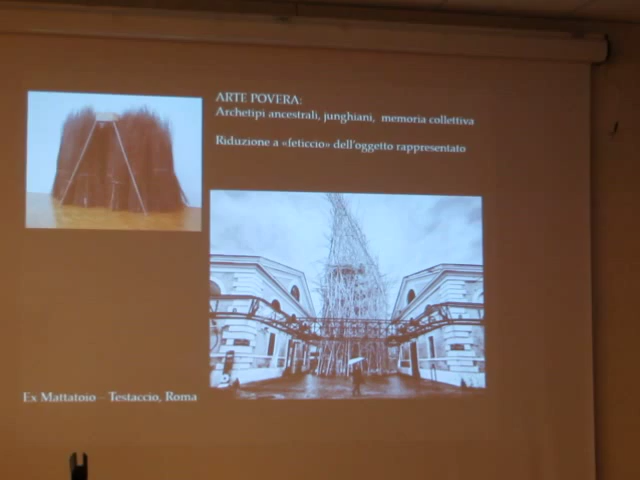 ARTE POVERA:
Archetipi ancestrali, junghiani, memoria collettiva
Riduzione a «feticcio» dell'oggetto rappresentato
Ex Mattatoio – Testaccio, Roma